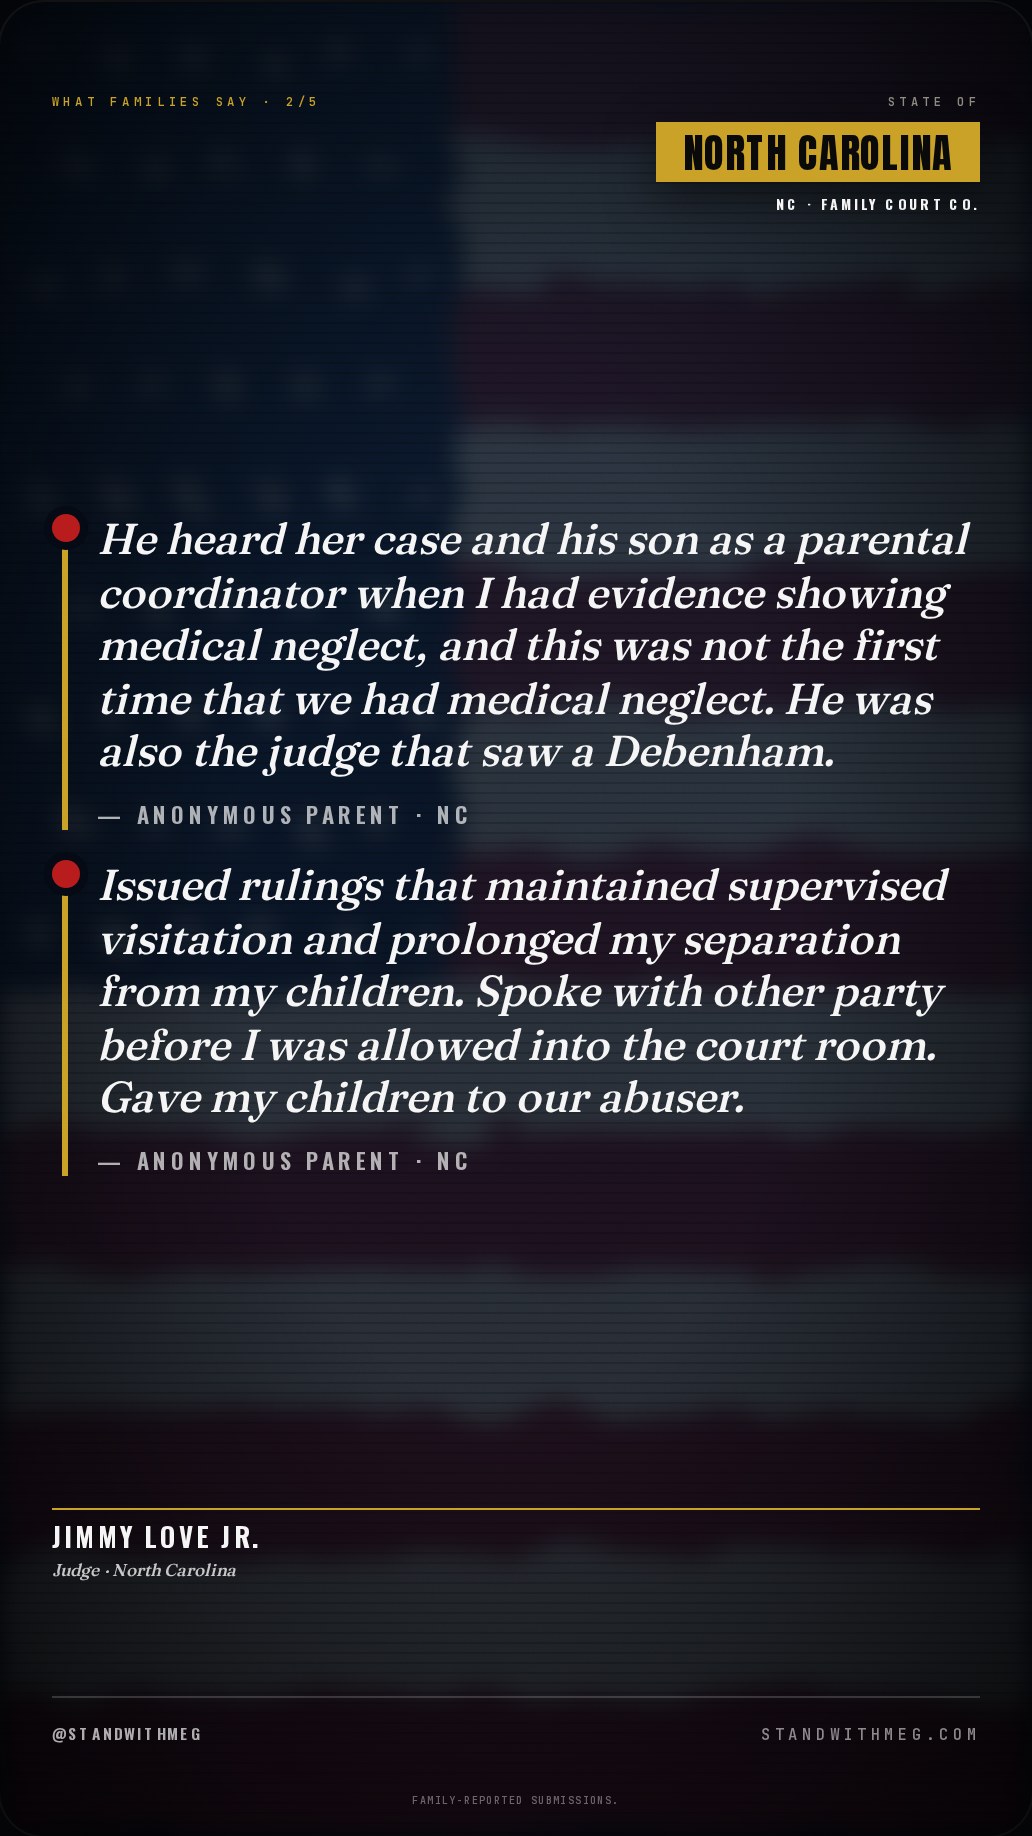 WHAT FAMILIES SAY · 2/5
STATE OF
NORTH CAROLINA
NC · FAMILY COURT CO.
He heard her case and his son as a parental
coordinator when I had evidence showing
medical neglect, and this was not the first
time that we had medical neglect. He was
also the judge that saw a Debenham.
— ANONYMOUS PARENT · NC
Issued rulings that maintained supervised
visitation and prolonged my separation
from my children. Spoke with other party
before I was allowed into the court room.
Gave my children to our abuser.
— ANONYMOUS PARENT · NC
JIMMY LOVE JR.
Judge · North Carolina
@STANDWITHMEG
STANDWITHMEG.COM
FAMILY-REPORTED SUBMISSIONS.